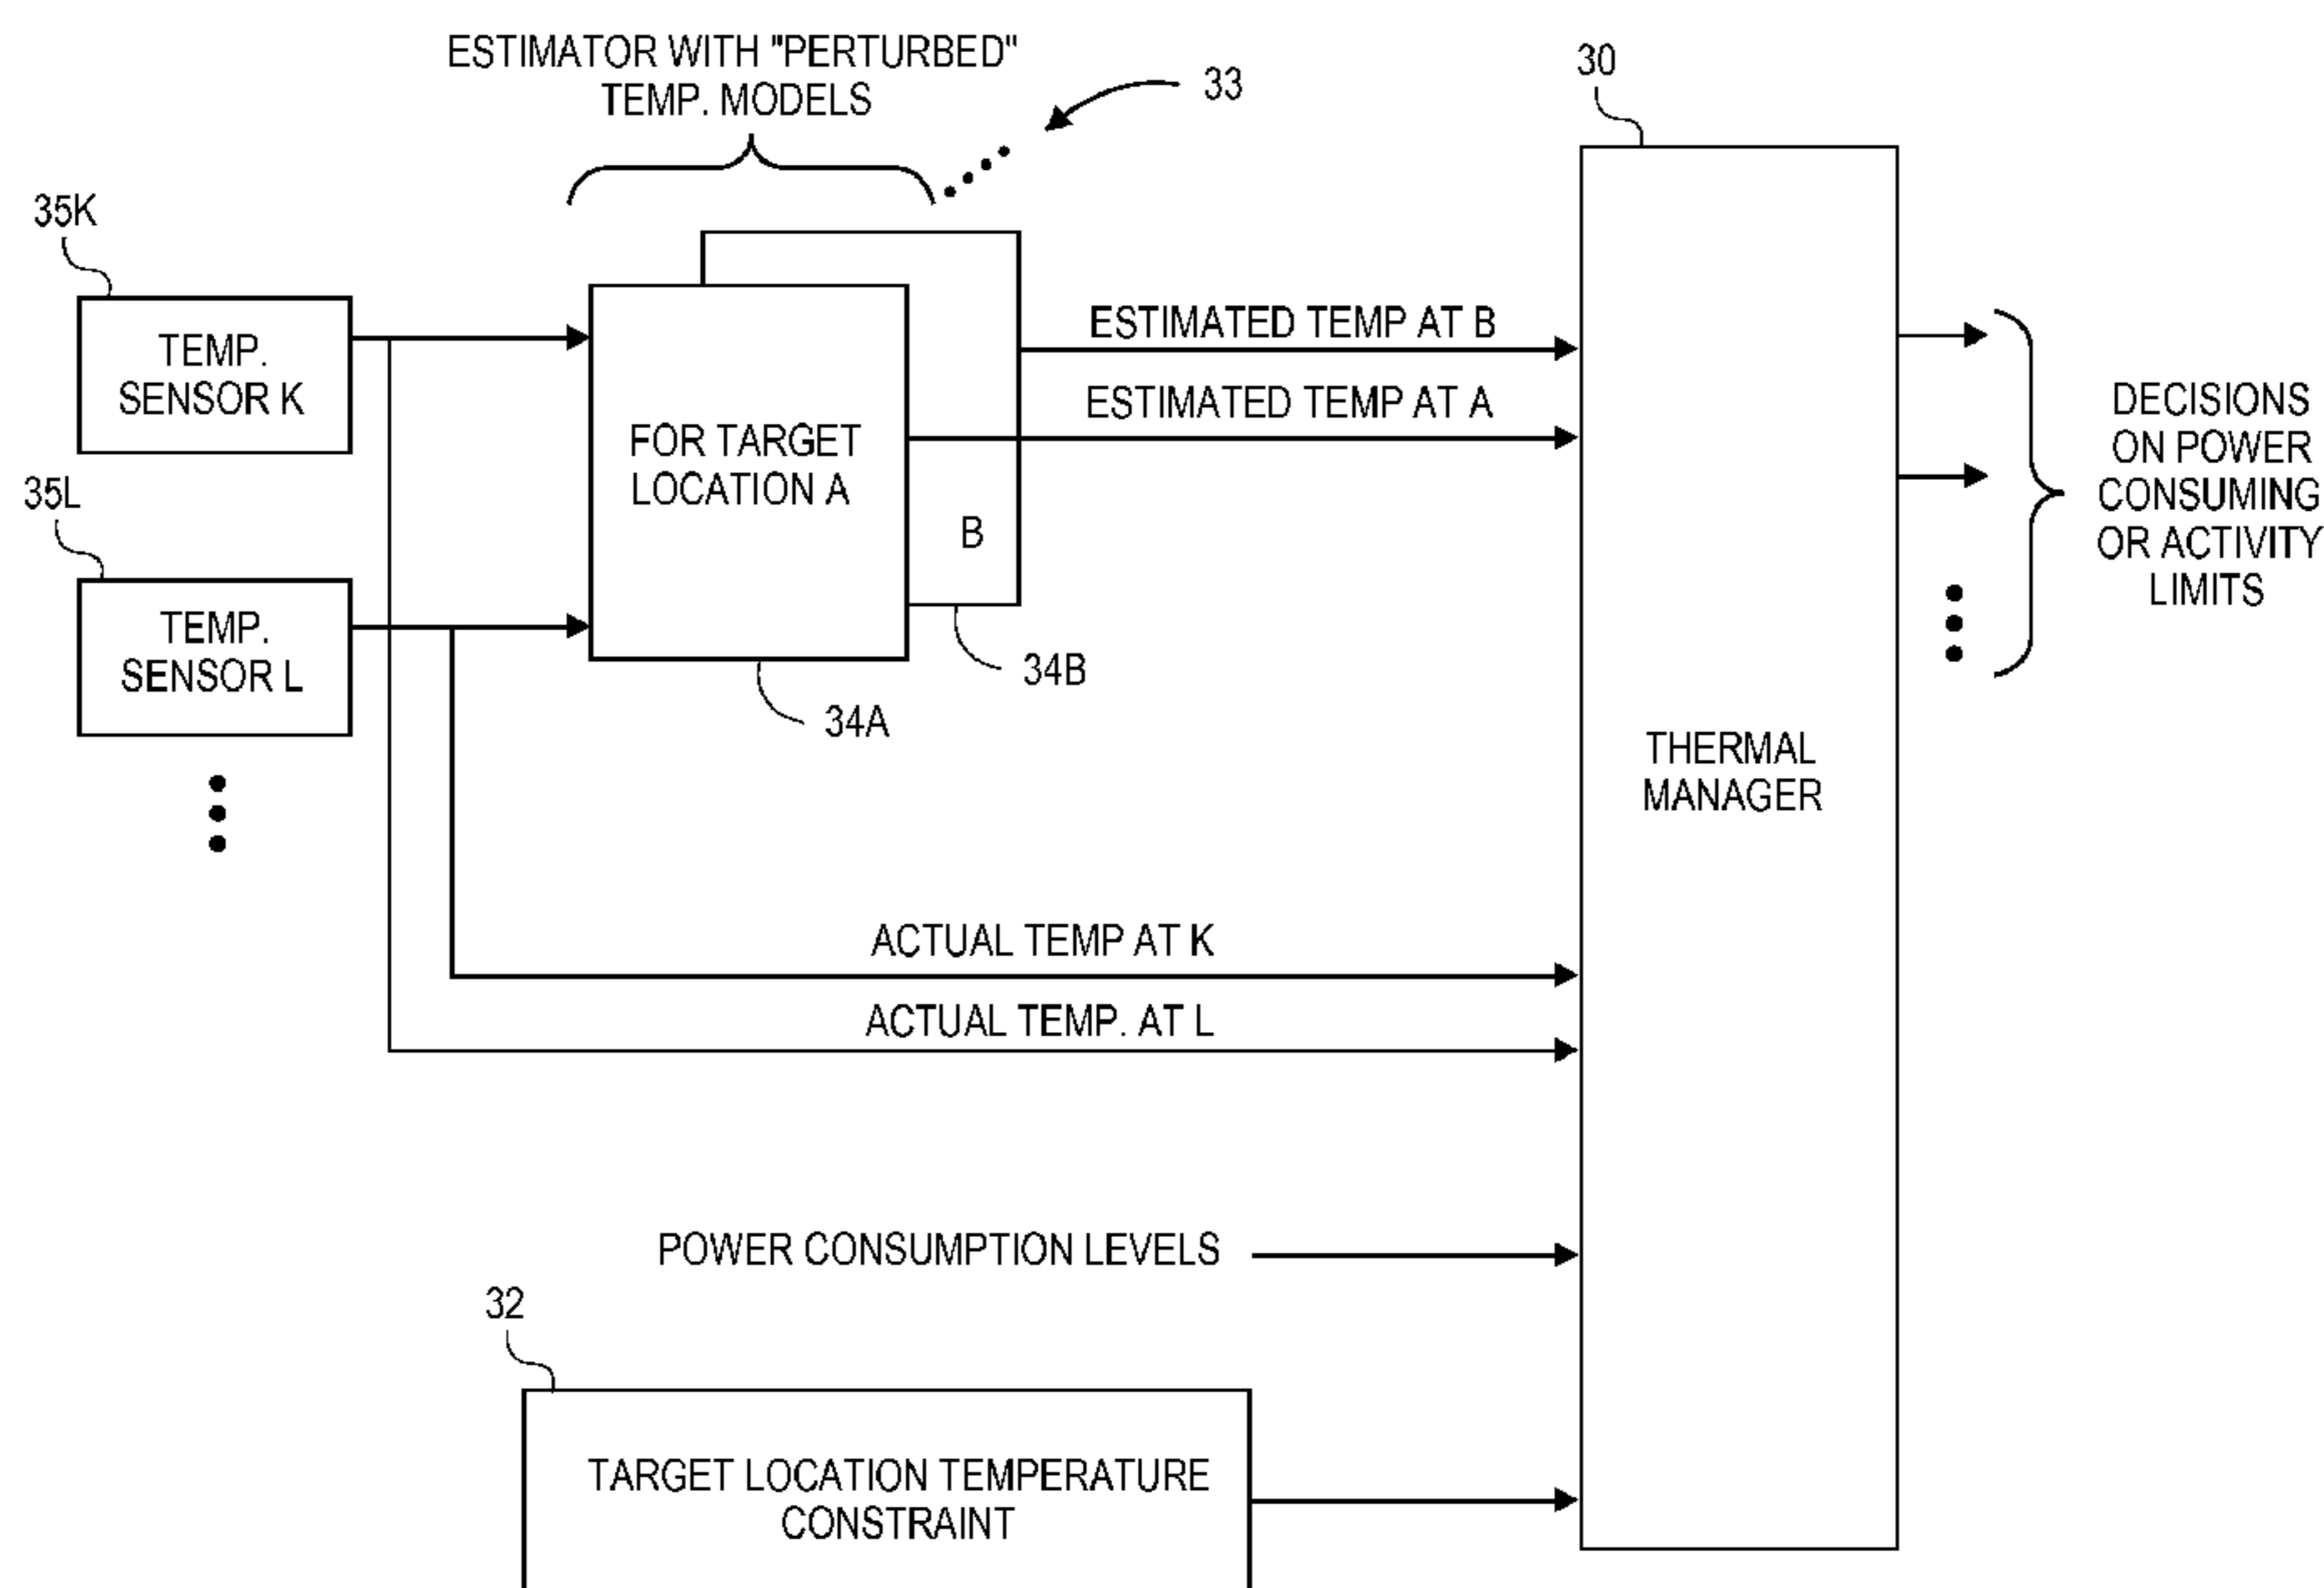 ESTIMATOR WITH "PERTURBED"
TEMP. MODELS
33
30
35K
TEMP.
SENSOR K
35L
TEMP.
SENSOR L
FOR TARGET
LOCATION A
B
34B
34A
ESTIMATED TEMP AT B
ESTIMATED TEMP AT A
THERMAL
MANAGER
DECISIONS
ON POWER
CONSUMING
OR ACTIVITY
LIMITS
ACTUAL TEMP AT K
ACTUAL TEMP. AT L
POWER CONSUMPTION LEVELS
32
TARGET LOCATION TEMPERATURE
CONSTRAINT